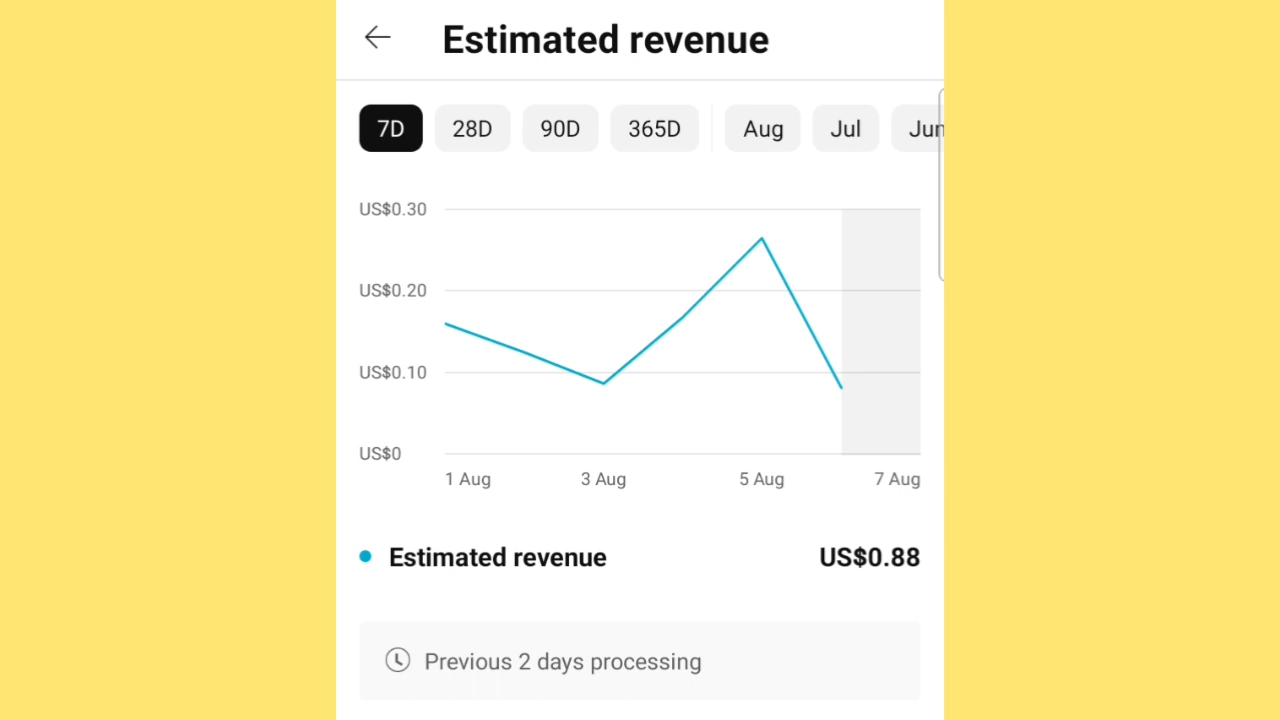 Estimated revenue
7D 28D 90D 365D Aug Jul Jun
US$0.30
US$0.20
US$0.10
US$0
1 Aug 3 Aug 5 Aug 7 Aug
Estimated revenue US$0.88
Previous 2 days processing